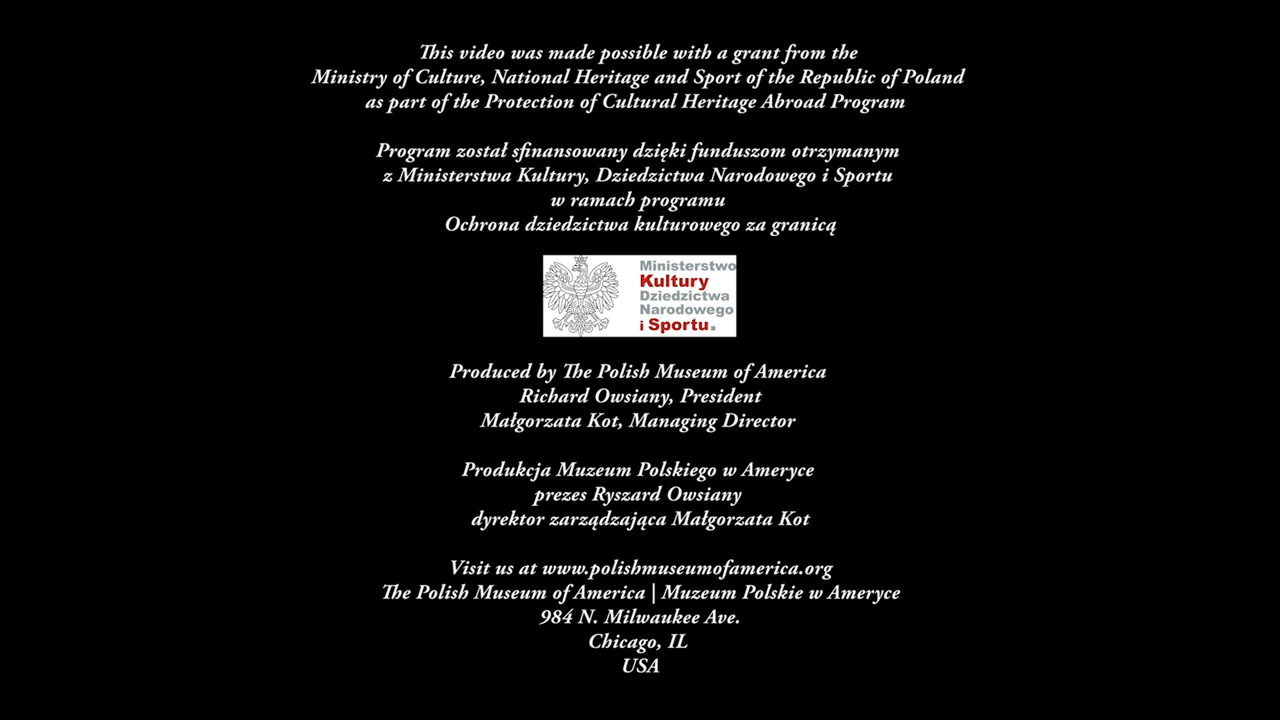 This video was made possible with a grant from the
Ministry of Culture, National Heritage and Sport of the Republic of Poland
as part of the Protection of Cultural Heritage Abroad Program
Program został sfinansowany dzięki funduszom otrzymanym
z Ministerstwa Kultury, Dziedzictwa Narodowego i Sportu
w ramach programu
Ochrona dziedzictwa kulturowego za granicą
Ministerstwo
Kultury
Dziedzictwa
Narodowego
i Sportu.
Produced by The Polish Museum of America
Richard Owsiany, President
Małgorzata Kot, Managing Director
Produkcja Muzeum Polskiego w Ameryce
prezes Ryszard Owsiany
dyrektor zarządzająca Małgorzata Kot
Visit us at www.polishmuseumofamerica.org
The Polish Museum of America | Muzeum Polskie w Ameryce
984 N. Milwaukee Ave.
Chicago, IL
USA